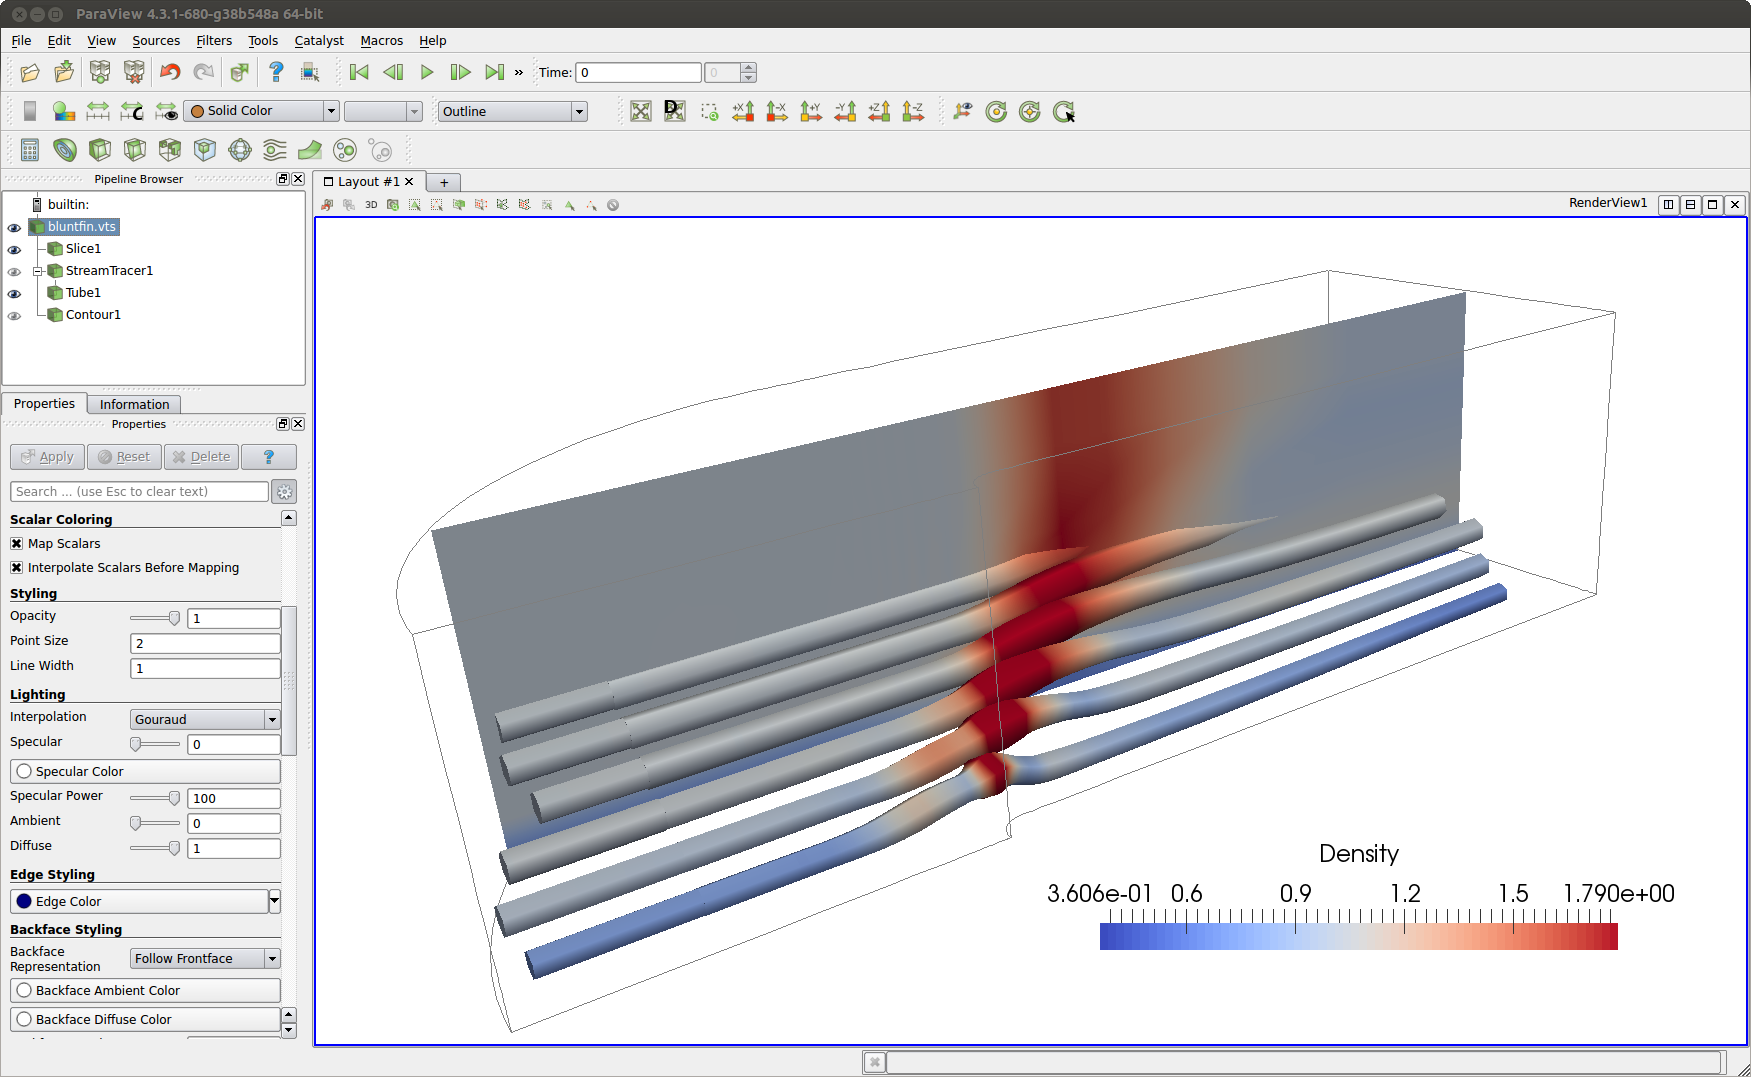 ParaView 4.3.1-680-g38b548a 64-bit
File Edit View Sources Filters Tools Catalyst Macros Help
» Time: 0 0
C Solid Color Outline D +X -X +Y -Y +Z -Z
Pipeline Browser
builtin:
bluntfin.vts
Slice1
StreamTracer1
Tube1
Contour1
Properties Information
Properties
Apply Reset Delete ?
Search ... (use Esc to clear text)
Scalar Coloring
Map Scalars
Interpolate Scalars Before Mapping
Styling
Opacity 1
Point Size 2
Line Width 1
Lighting
Interpolation Gouraud
Specular 0
Specular Color
Specular Power 100
Ambient 0
Diffuse 1
Edge Styling
Edge Color
Backface Styling
Backface
Representation Follow Frontface
Backface Ambient Color
Backface Diffuse Color
Layout #1 +
3D RenderView1
Density
3.606e-01 0.6 0.9 1.2 1.5 1.790e+00